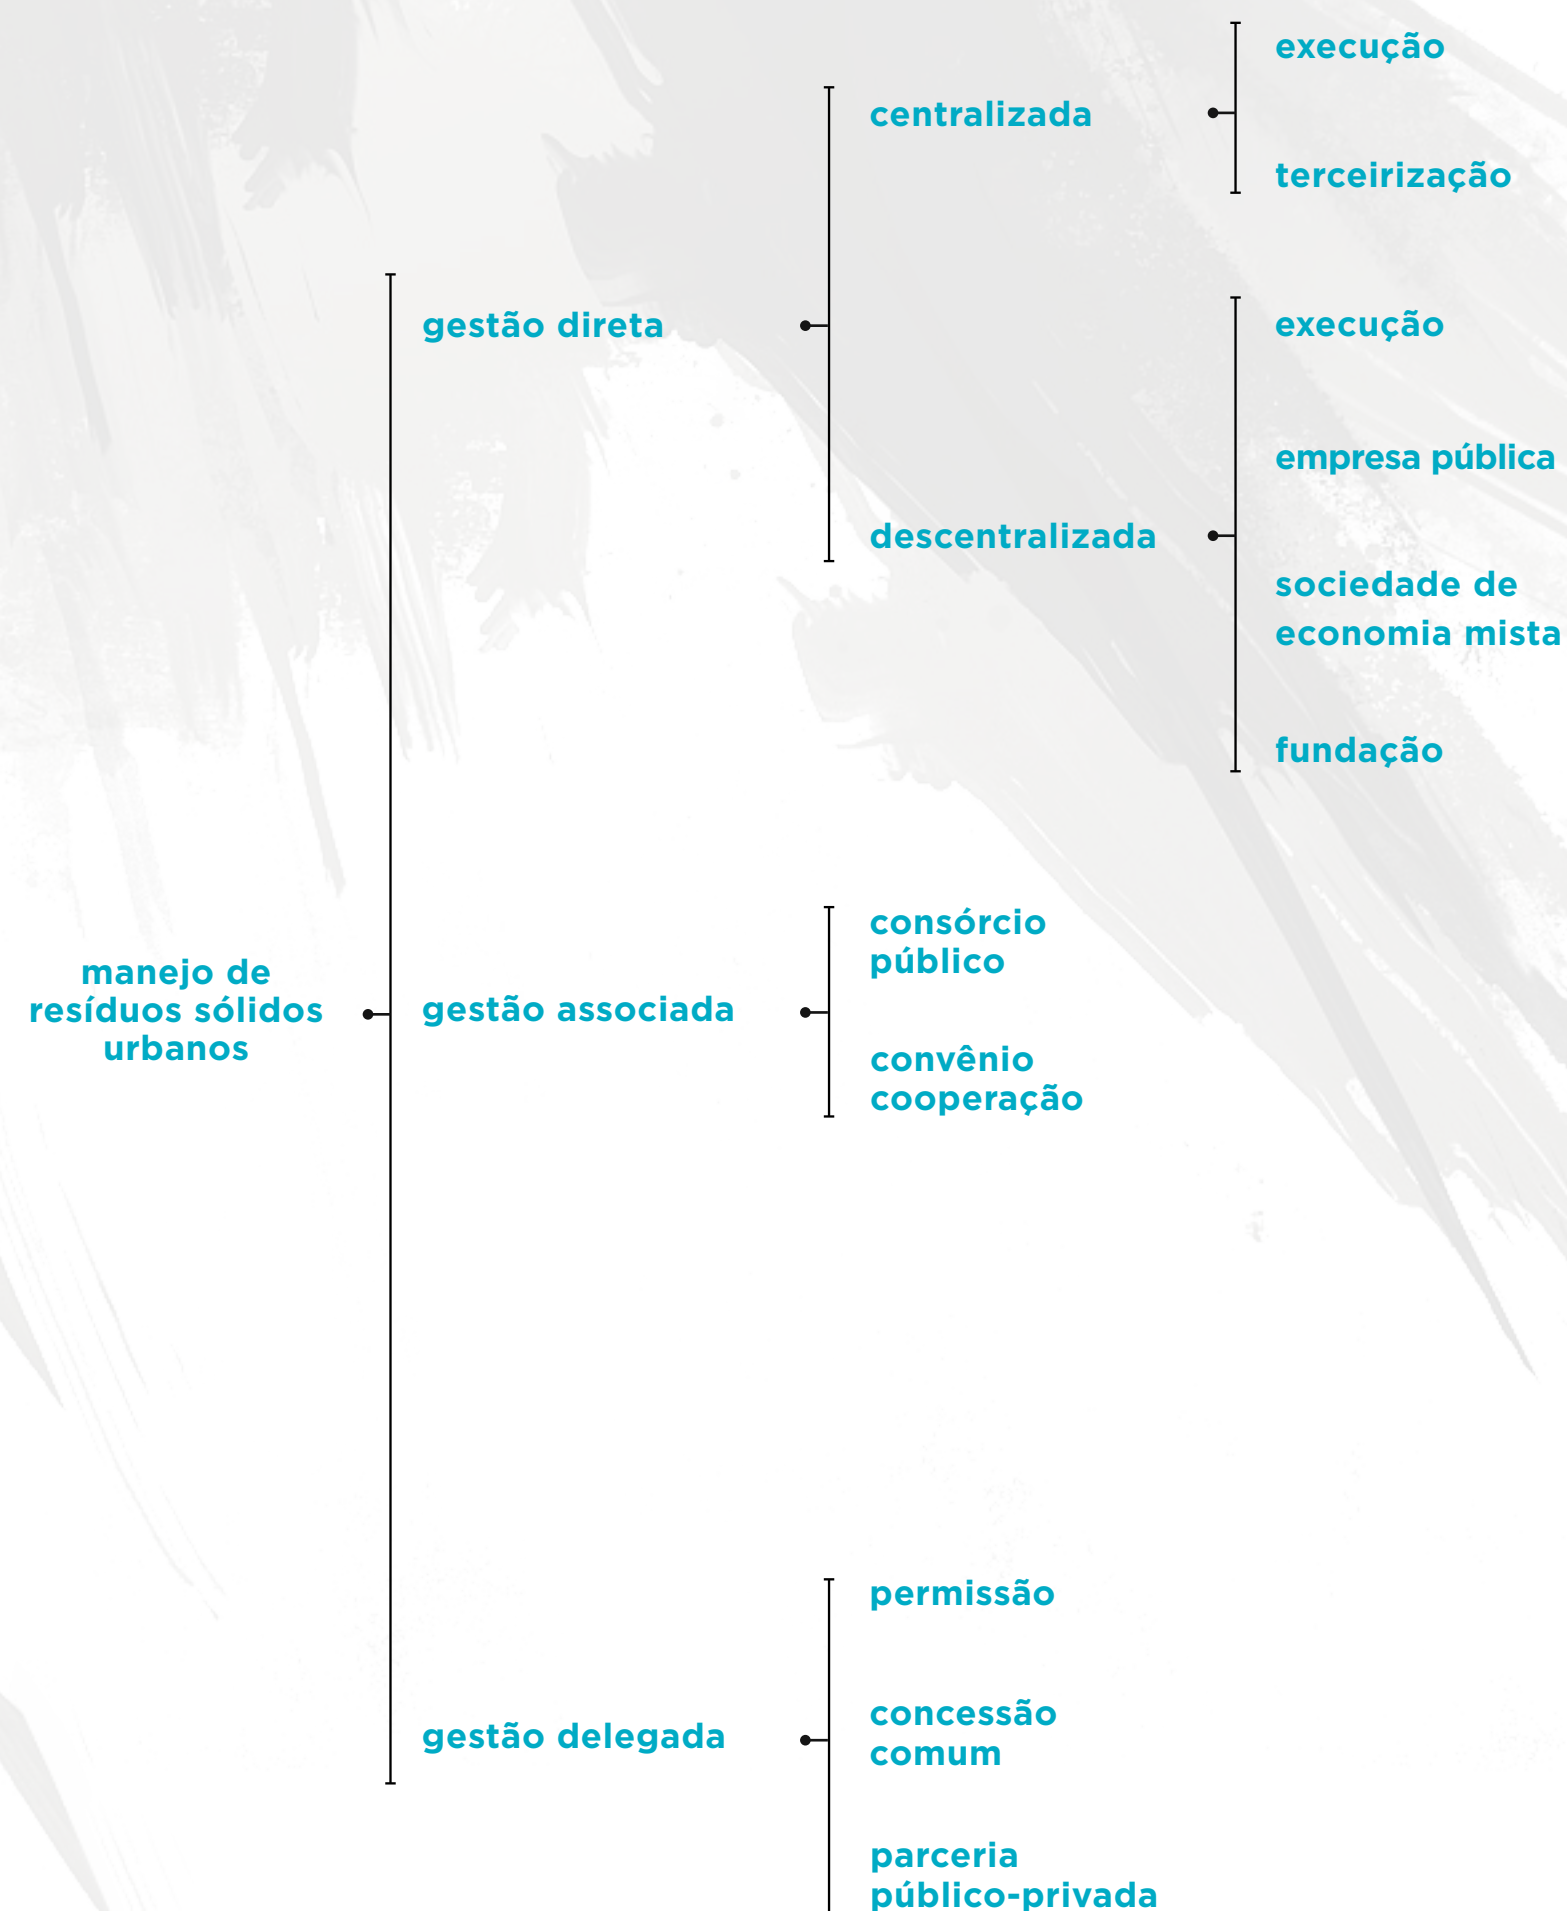 execução
centralizada
terceirização
gestão direta
execução
empresa pública
descentralizada
sociedade de
economia mista
fundação
manejo de
resíduos sólidos
urbanos
gestão associada
consórcio
público
convênio
cooperação
gestão delegada
permissão
concessão
comum
parceria
público-privada